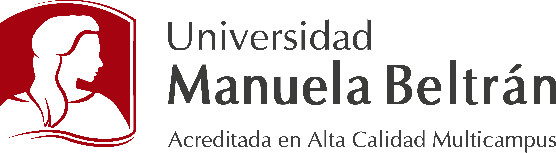 Universidad
Manuela Beltrán
Acreditada en Alta Calidad Multicampus